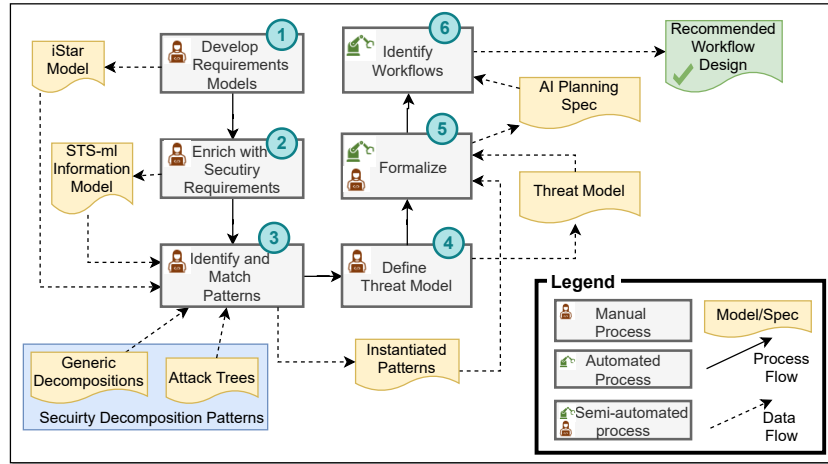 iStar
Model
1
Develop
Requirements
Models
6
Identify
Workflows
Recommended
Workflow
Design
AI Planning
Spec
STS-ml
Information
Model
2
Enrich with
Secutiry
Requirements
5
Formalize
Threat Model
3
Identify and
Match
Patterns
4
Define
Threat Model
Generic
Decompositions
Attack Trees
Secuirty Decomposition Patterns
Instantiated
Patterns
Legend
Manual
Process
Model/Spec
Automated
Process
Process
Flow
Semi-automated
process
Data
Flow